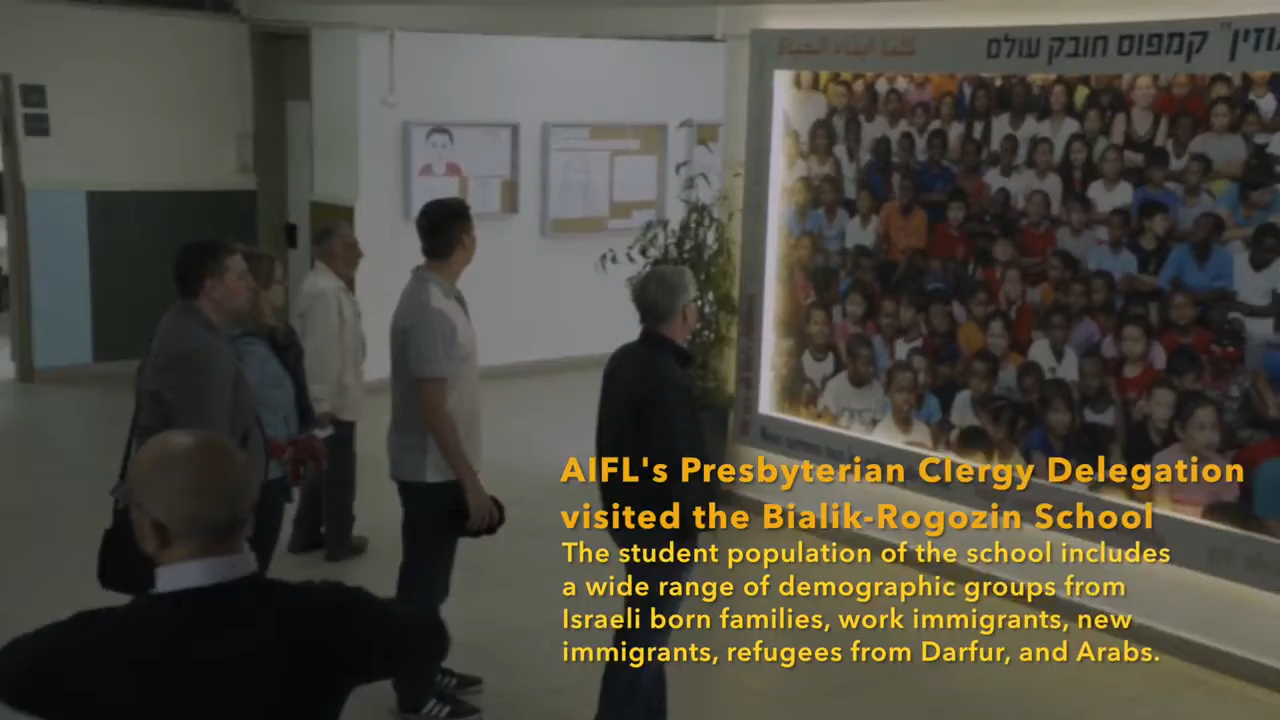 וזין" קמפוס חובק עולם
AIFL's Presbyterian Clergy Delegation
visited the Bialik-Rogozin School
The student population of the school includes
a wide range of demographic groups from
Israeli born families, work immigrants, new
immigrants, refugees from Darfur, and Arabs.